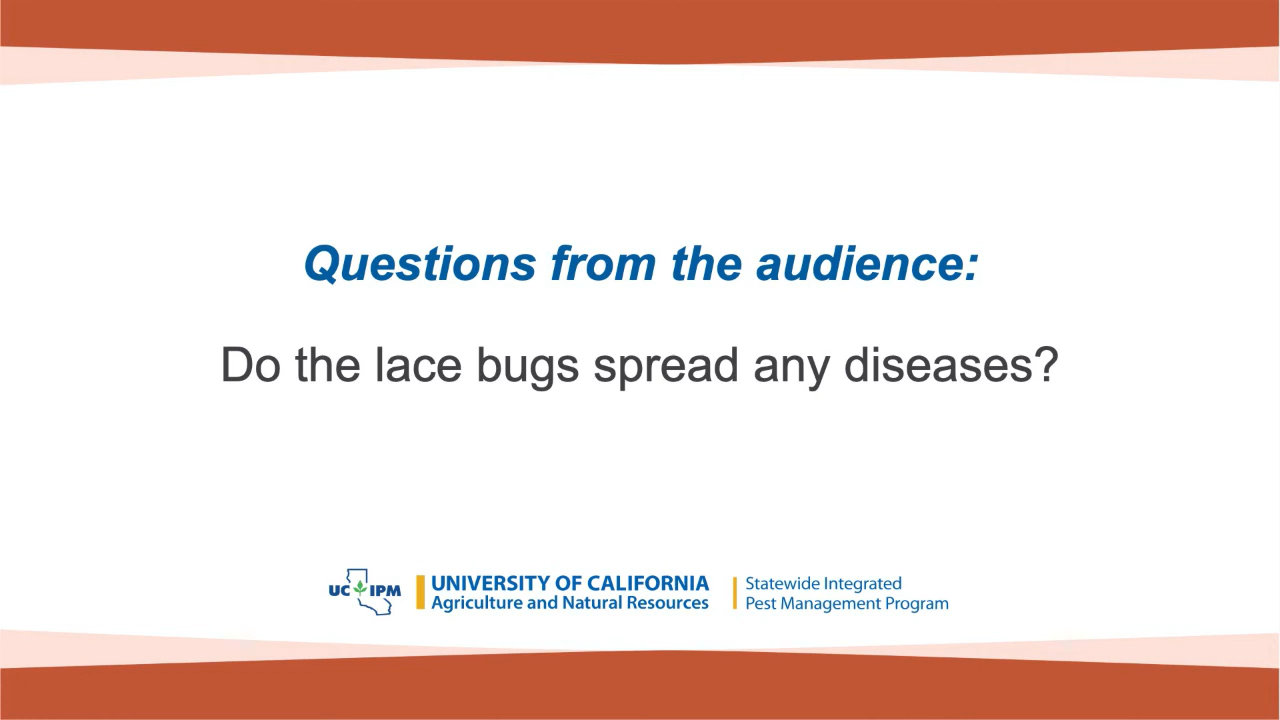 Questions from the audience:
Do the lace bugs spread any diseases?
UC IPM
UNIVERSITY OF CALIFORNIA
Agriculture and Natural Resources
Statewide Integrated
Pest Management Program